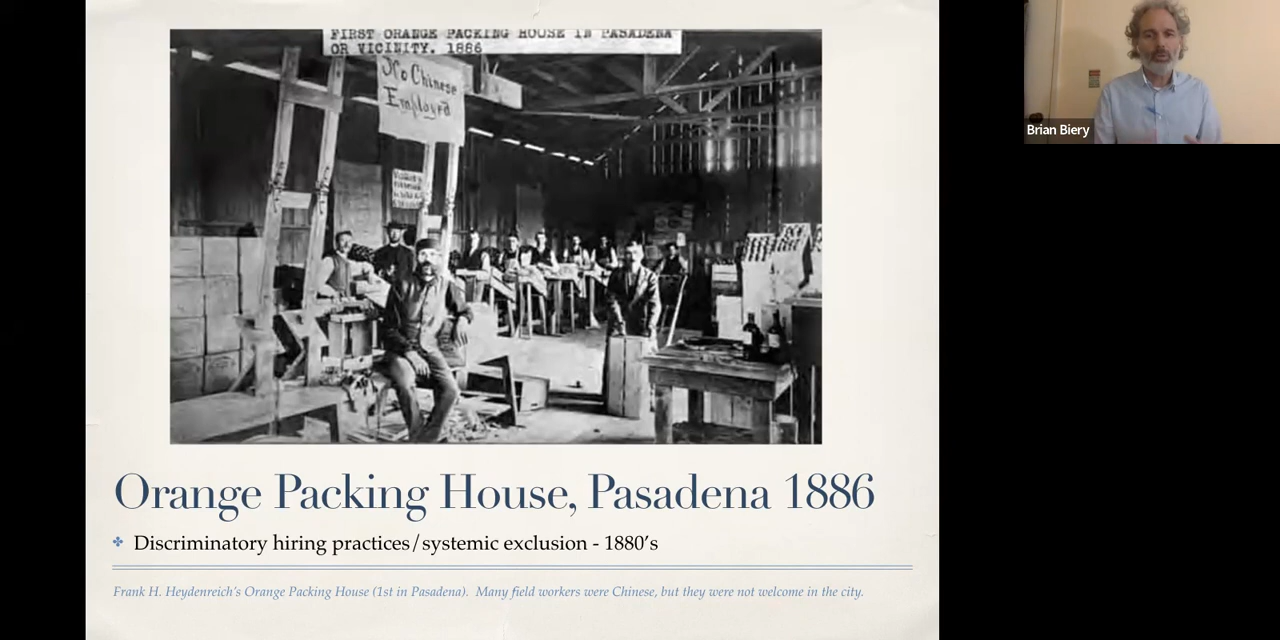 FIRST ORANGE PACKING HOUSE IN PASADENA
OR VICINITY. 1886
No Chinese
Employed
Brian Biery
Orange Packing House, Pasadena 1886
Discriminatory hiring practices/systemic exclusion - 1880's
Frank H. Heydenreich's Orange Packing House (1st in Pasadena). Many field workers were Chinese, but they were not welcome in the city.